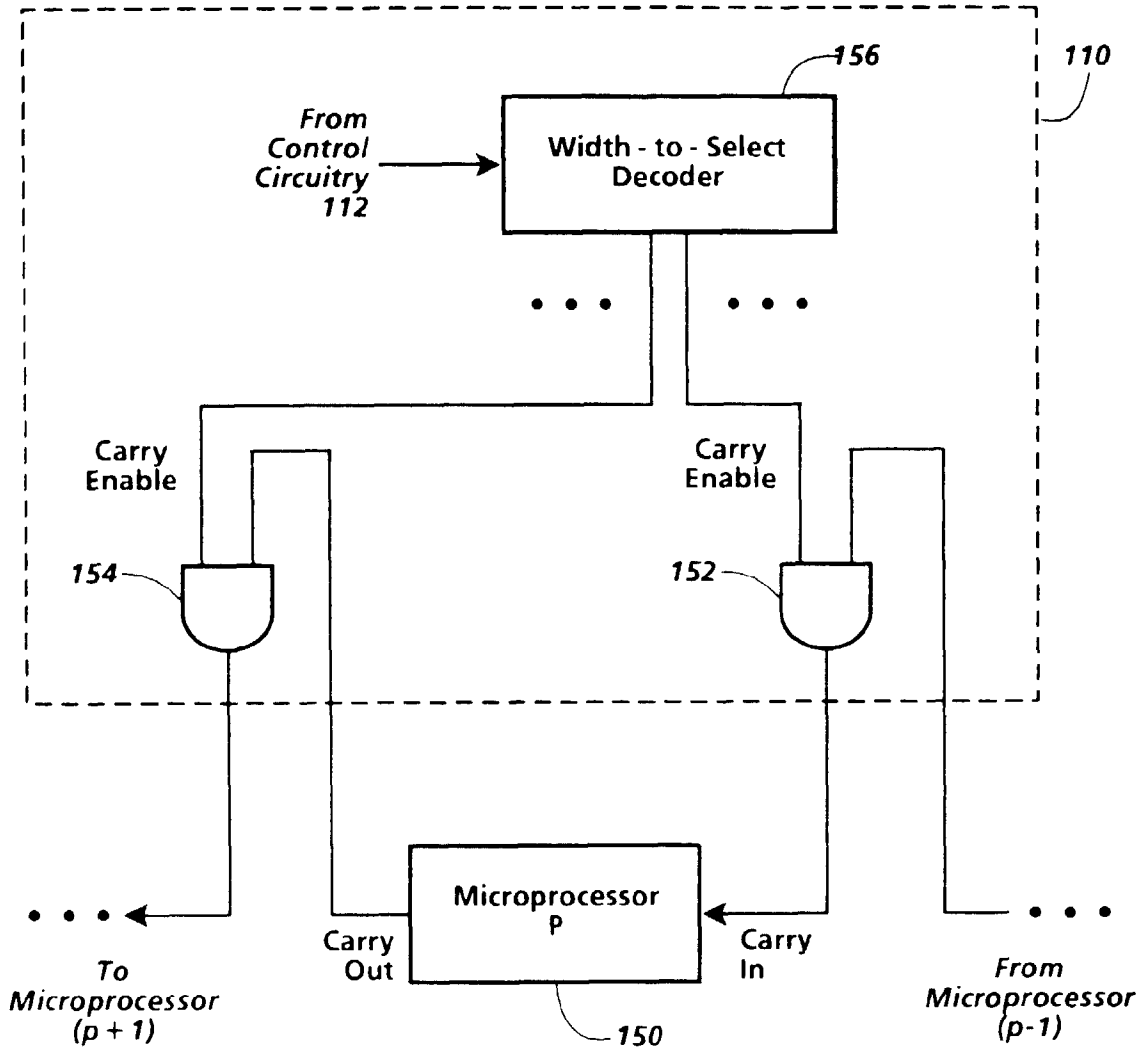 156
110
From
Control
Circuitry
112
Width - to - Select
Decoder
Carry
Enable
Carry
Enable
154
152
Microprocessor
p
Carry
Out
Carry
In
To
Microprocessor
(p + 1)
150
From
Microprocessor
(p-1)